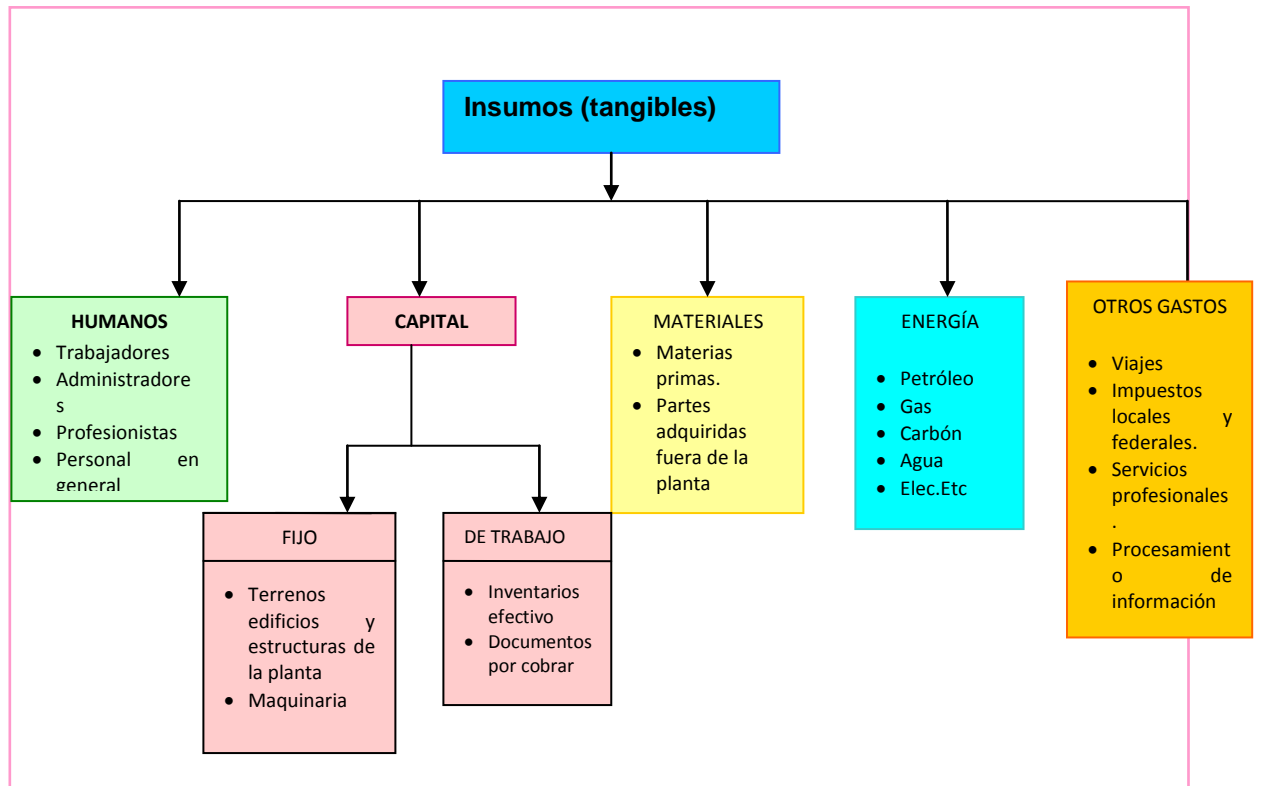 Insumos (tangibles)
HUMANOS
• Trabajadores
• Administradore
s
• Profesionistas
• Personal en
general
CAPITAL
MATERIALES
• Materias
primas.
• Partes
adquiridas
fuera de la
planta
ENERGÍA
• Petróleo
• Gas
• Carbón
• Agua
• Elec.Etc
OTROS GASTOS
• Viajes
• Impuestos
locales y
federales.
• Servicios
profesionales
.
• Procesamient
o de
información
FIJO
• Terrenos
edificios y
estructuras de
la planta
• Maquinaria
DE TRABAJO
• Inventarios
efectivo
• Documentos
por cobrar